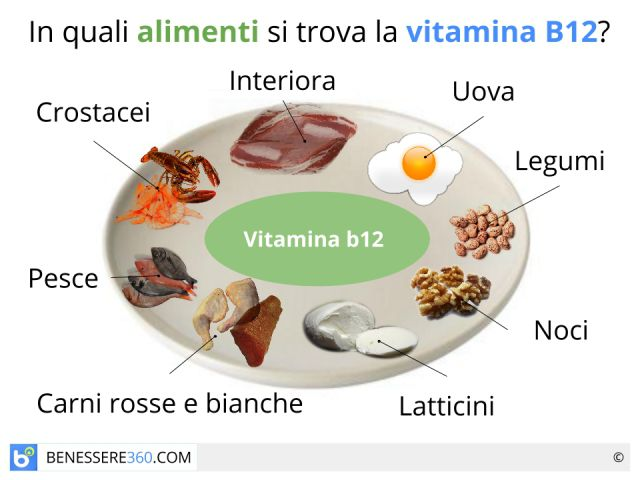 In quali alimenti si trova la vitamina B12?
Interiora
Uova
Crostacei
Legumi
Vitamina b12
Pesce
Noci
Carni rosse e bianche
Latticini
BENESSERE360.COM
©